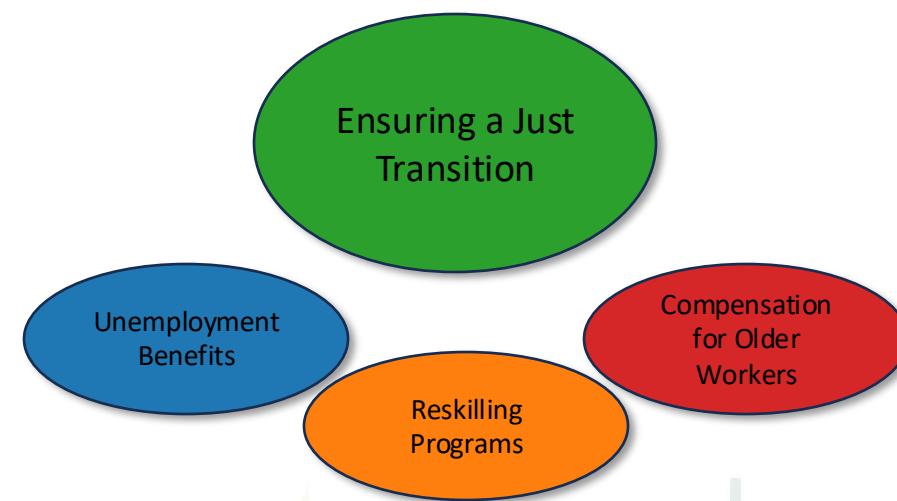 Ensuring a Just
Transition
Unemployment
Benefits
Reskilling
Programs
Compensation
for Older
Workers